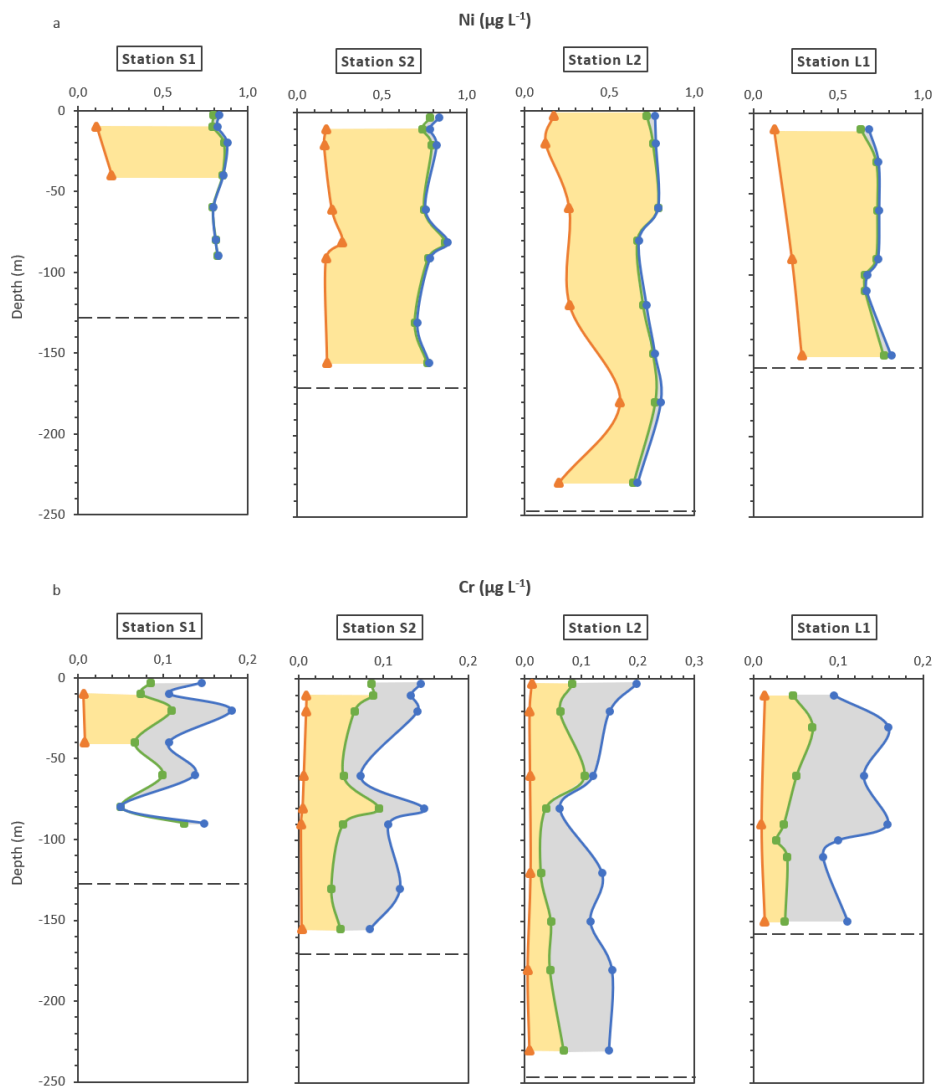 a
Ni (µg L-1)
Station S1
Station S2
Station L2
Station L1
0,0 0,5 1,0
0,0 0,5 1,0
0,0 0,5 1,0
0,0 0,5 1,0
0
-50
-100
-150
-200
-250
Depth (m)
b
Cr (µg L-1)
Station S1
Station S2
Station L2
Station L1
0,0 0,1 0,2
0,0 0,1 0,2
0,0 0,1 0,2 0,3
0,0 0,1 0,2
0
-50
-100
-150
-200
-250
Depth (m)